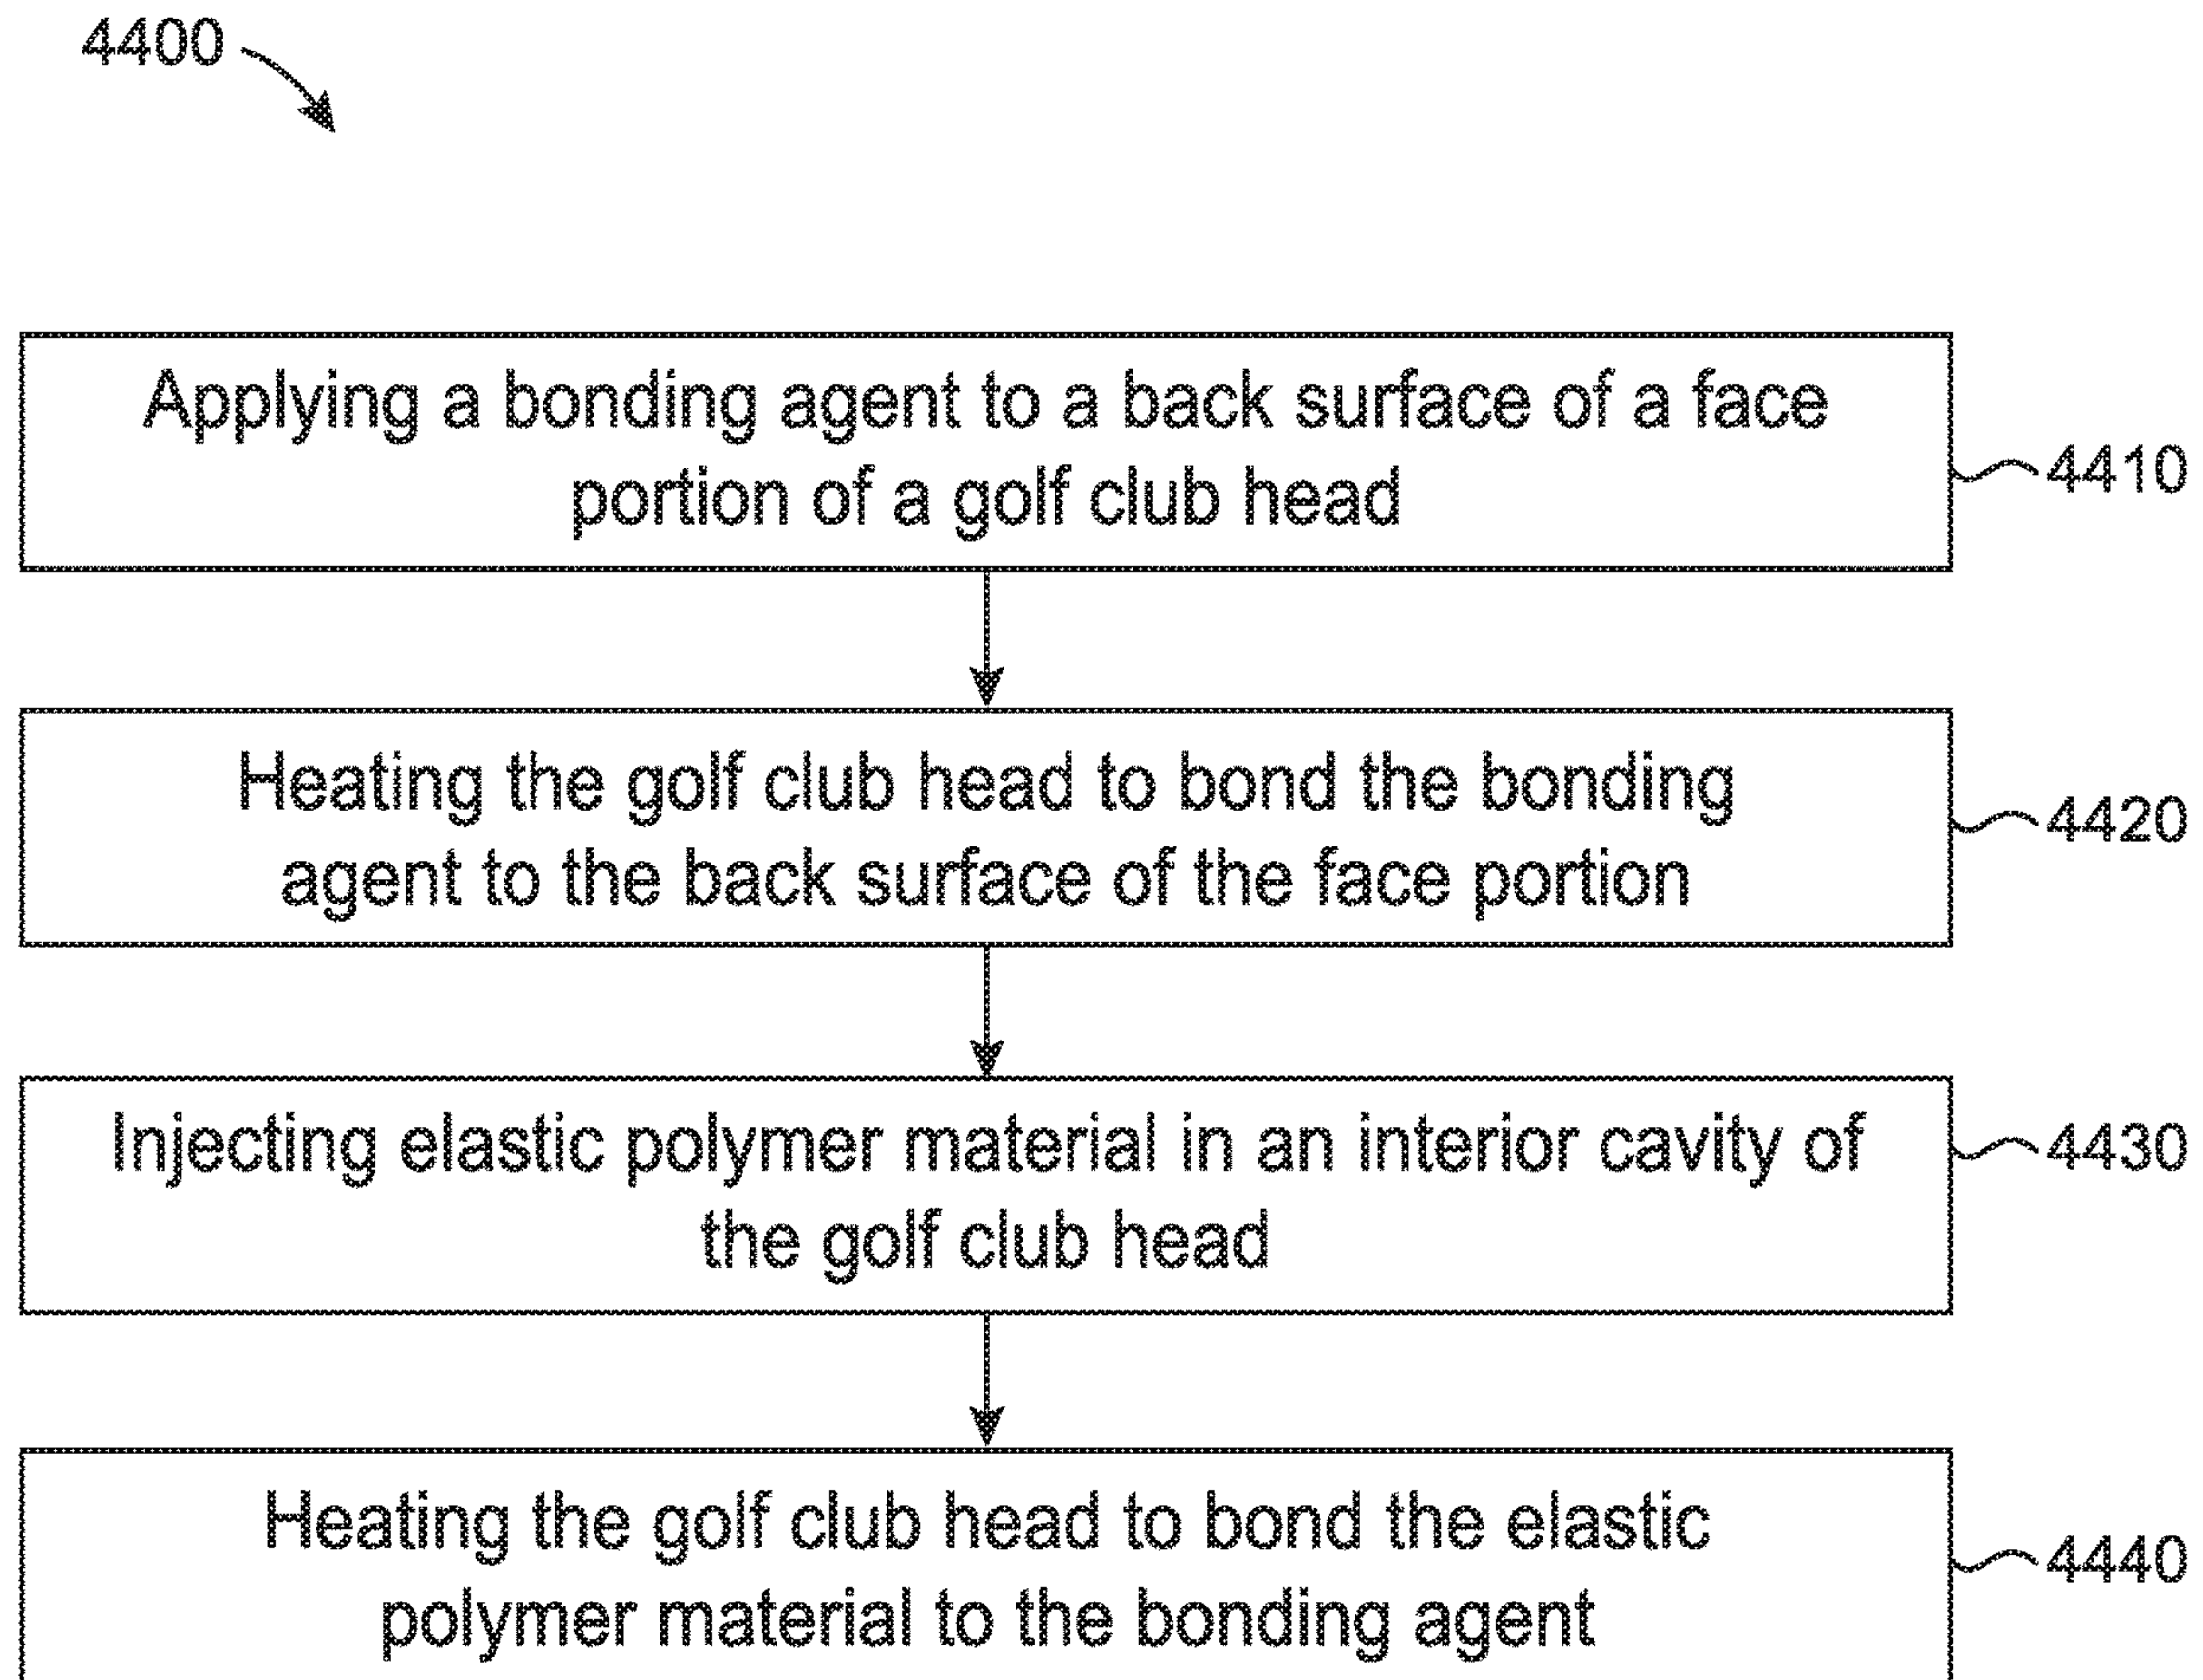 4400
Applying a bonding agent to a back surface of a face
portion of a golf club head
4410
Heating the golf club head to bond the bonding
agent to the back surface of the face portion
4420
Injecting elastic polymer material in an interior cavity of
the golf club head
4430
Heating the golf club head to bond the elastic
polymer material to the bonding agent
4440